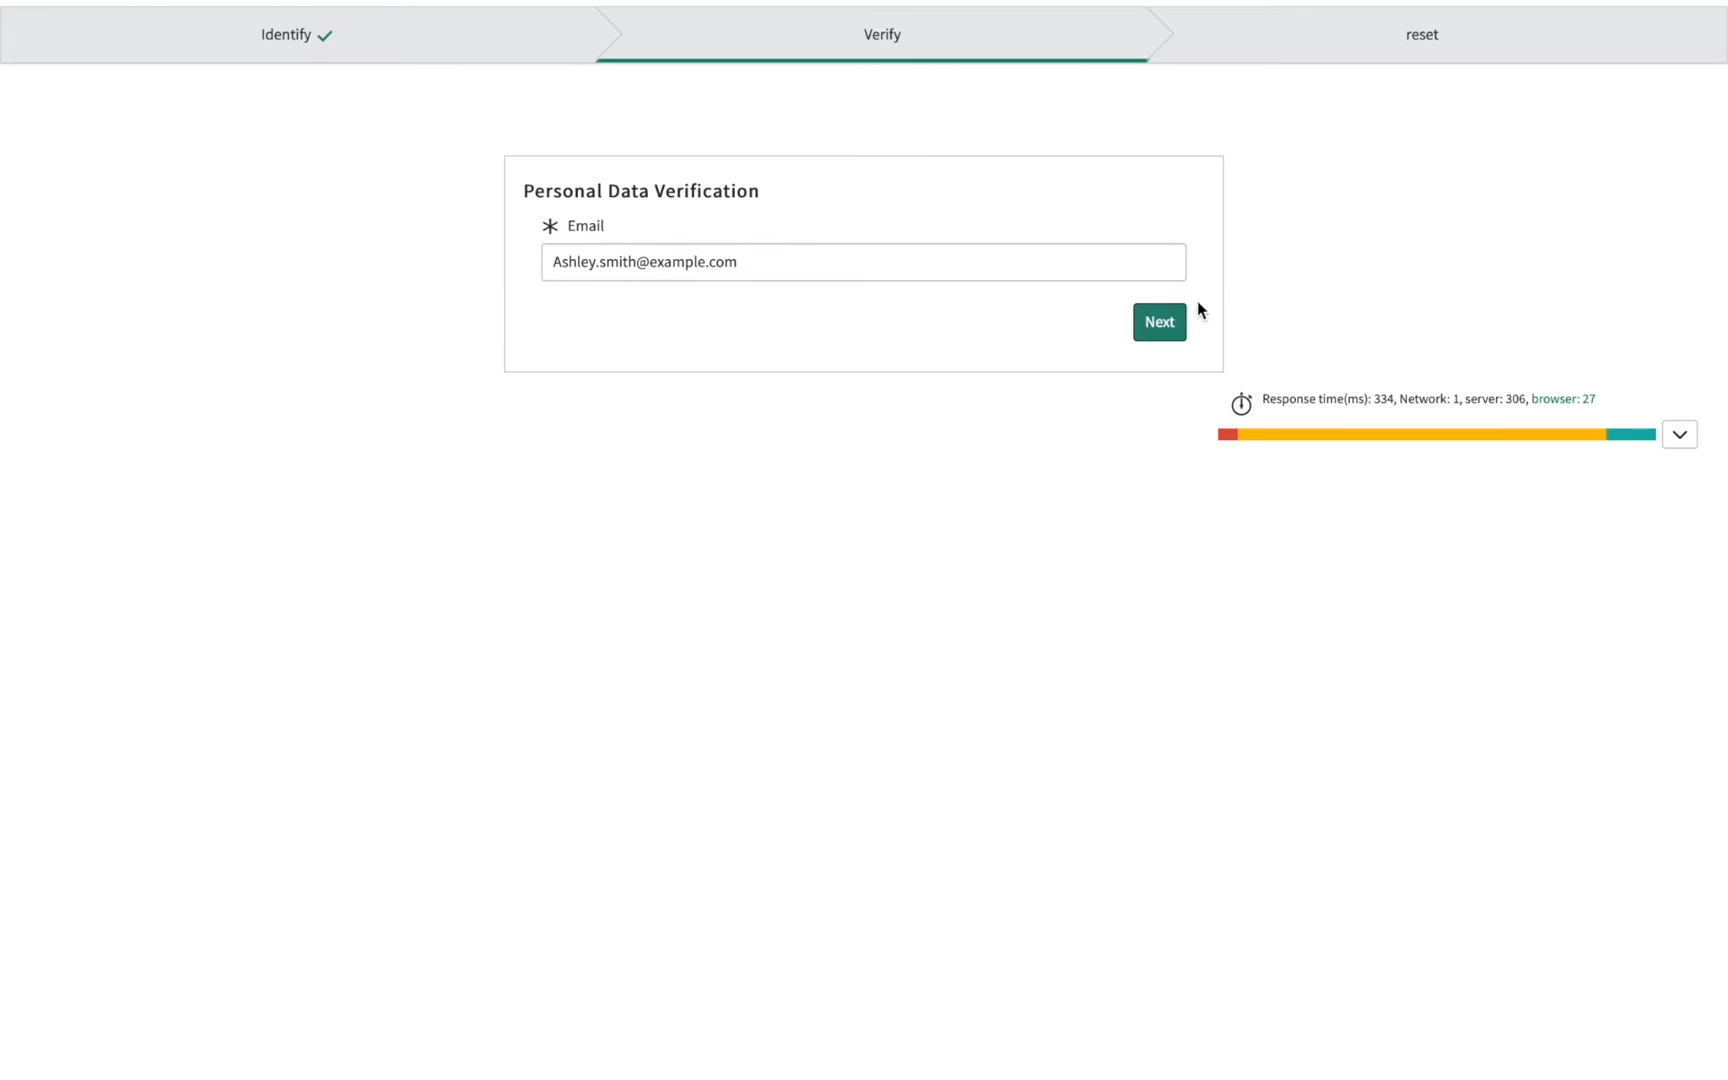 Identify
Verify
reset
Personal Data Verification
Email
Ashley.smith@example.com
Next
Response time(ms): 334, Network: 1, server: 306, browser: 27